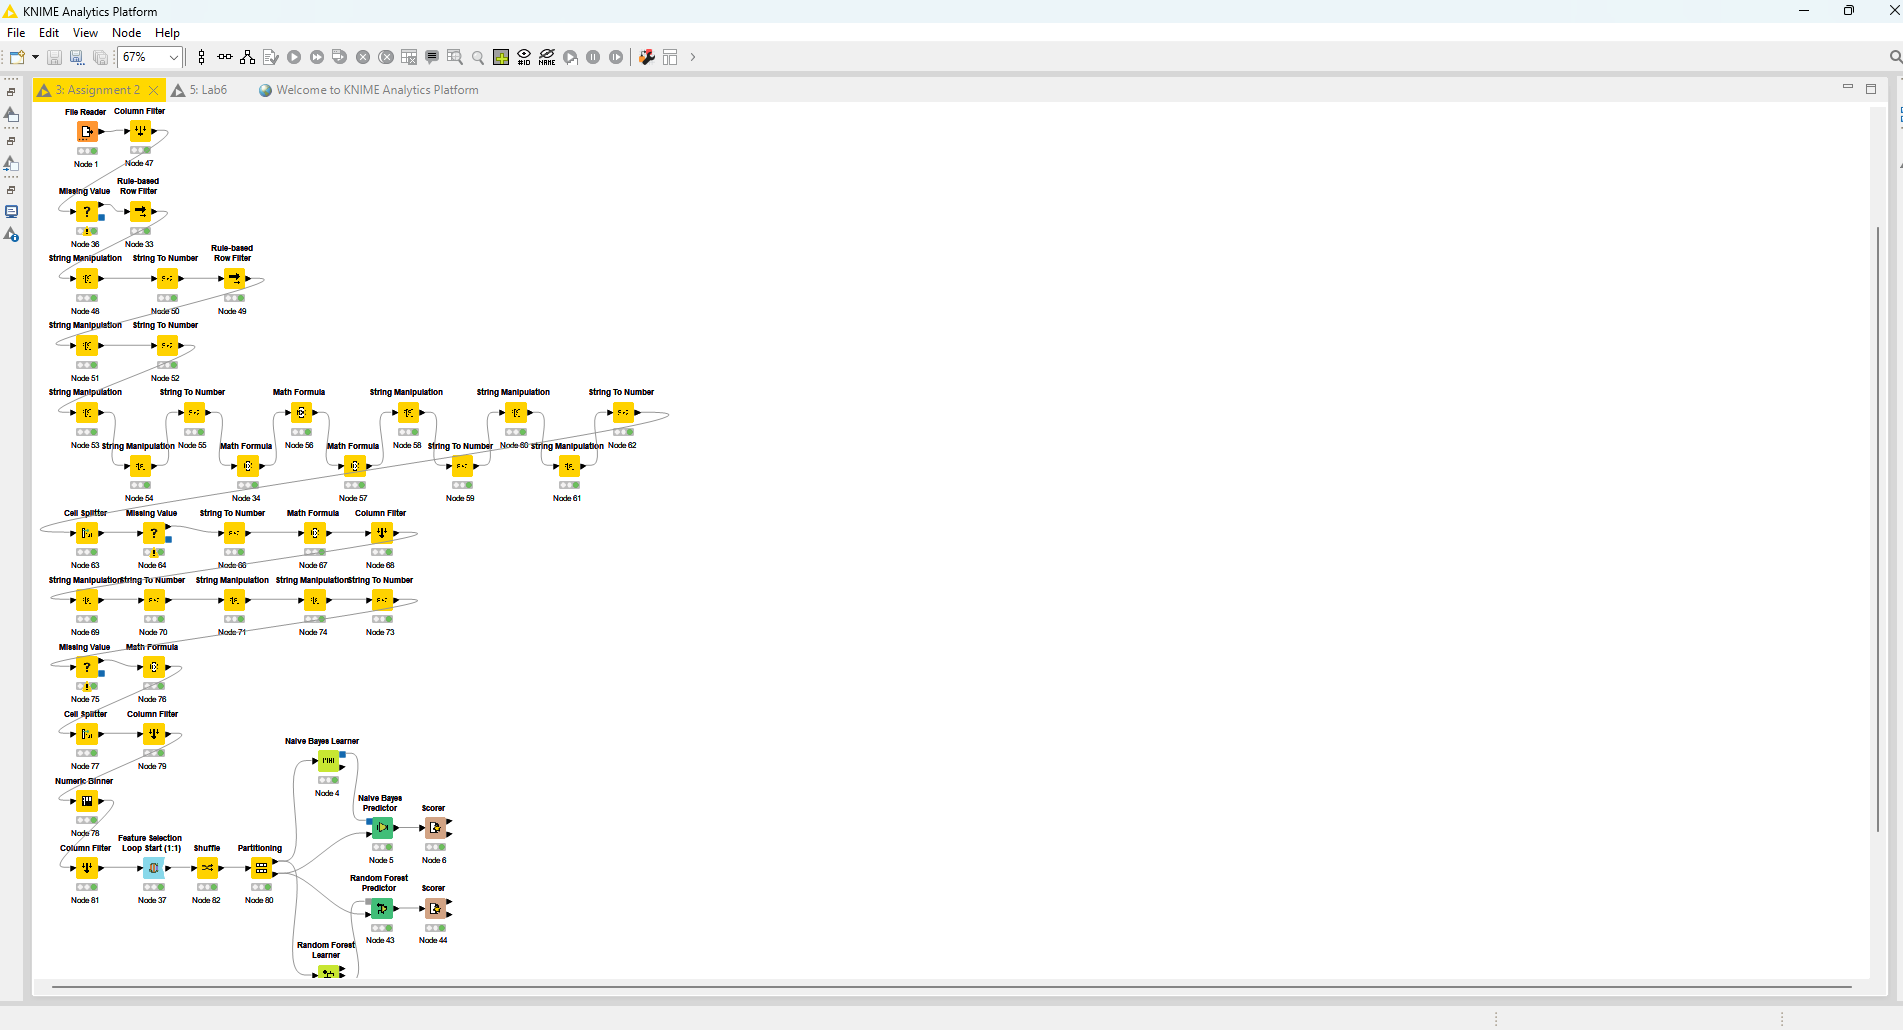 KNIME Analytics Platform
File Edit View Node Help
67%
3: Assignment 2
5: Lab6
Welcome to KNIME Analytics Platform
File Reader Column Filter
Node 1 Node 47
Missing Value Rule-based Row Filter
Node 36 Node 33
String Manipulation String To Number Rule-based Row Filter
Node 48 Node 50 Node 49
String Manipulation String To Number
Node 51 Node 52
String Manipulation String To Number Math Formula String Manipulation String Manipulation String To Number
Node 53 Node 55 Node 56 Node 58 Node 60 Node 62
String Manipulation Math Formula Math Formula String To Number String Manipulation
Node 54 Node 34 Node 57 Node 59 Node 61
Cell Splitter Missing Value String To Number Math Formula Column Filter
Node 63 Node 64 Node 66 Node 67 Node 68
String Manipulation String To Number String Manipulation String Manipulation String To Number
Node 69 Node 70 Node 71 Node 74 Node 73
Missing Value Math Formula
Node 75 Node 76
Cell Splitter Column Filter
Node 77 Node 79
Naive Bayes Learner
Node 4
Numeric Binner
Node 78
Naive Bayes Predictor Scorer
Node 5 Node 6
Column Filter Feature Selection Loop Start (1:1) Shuffle Partitioning
Node 81 Node 37 Node 82 Node 80
Random Forest Predictor Scorer
Node 43 Node 44
Random Forest Learner